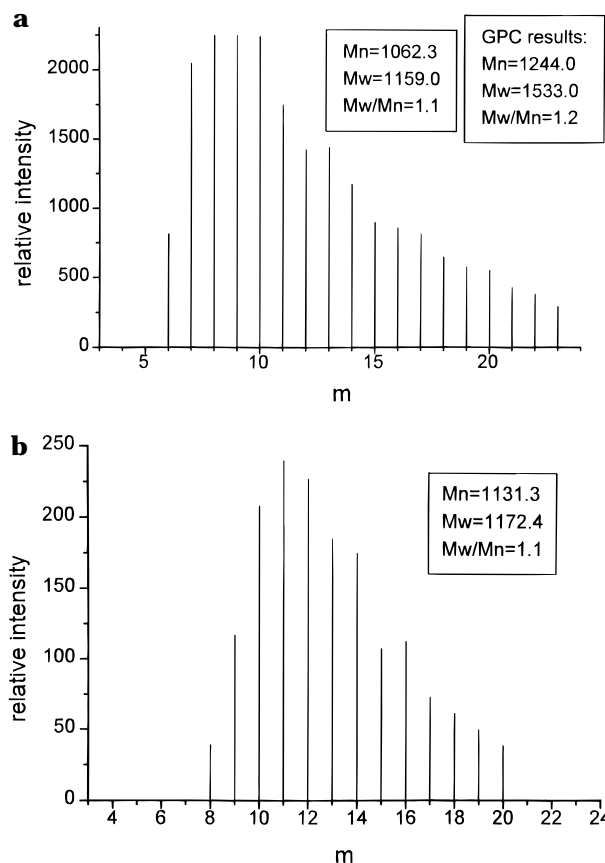 a
Mn=1062.3
Mw=1159.0
Mw/Mn=1.1
GPC results:
Mn=1244.0
Mw=1533.0
Mw/Mn=1.2
relative intensity
2000
1500
1000
500
0
5 10 15 20
m
b
Mn=1131.3
Mw=1172.4
Mw/Mn=1.1
relative intensity
250
200
150
100
50
0
4 6 8 10 12 14 16 18 20 22 24
m